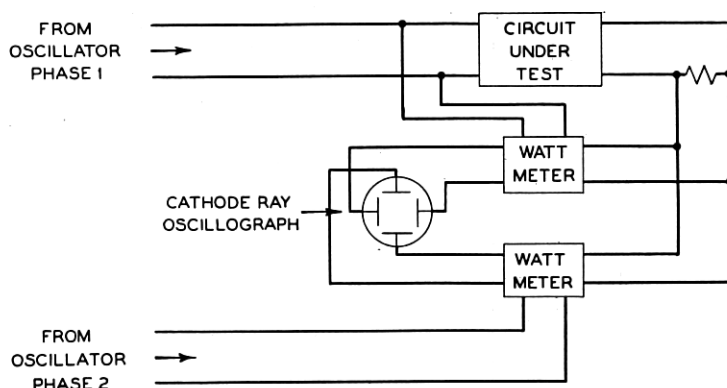 FROM
OSCILLATOR
PHASE 1
CIRCUIT
UNDER
TEST
WATT
METER
CATHODE RAY
OSCILLOGRAPH
WATT
METER
FROM
OSCILLATOR
PHASE 2